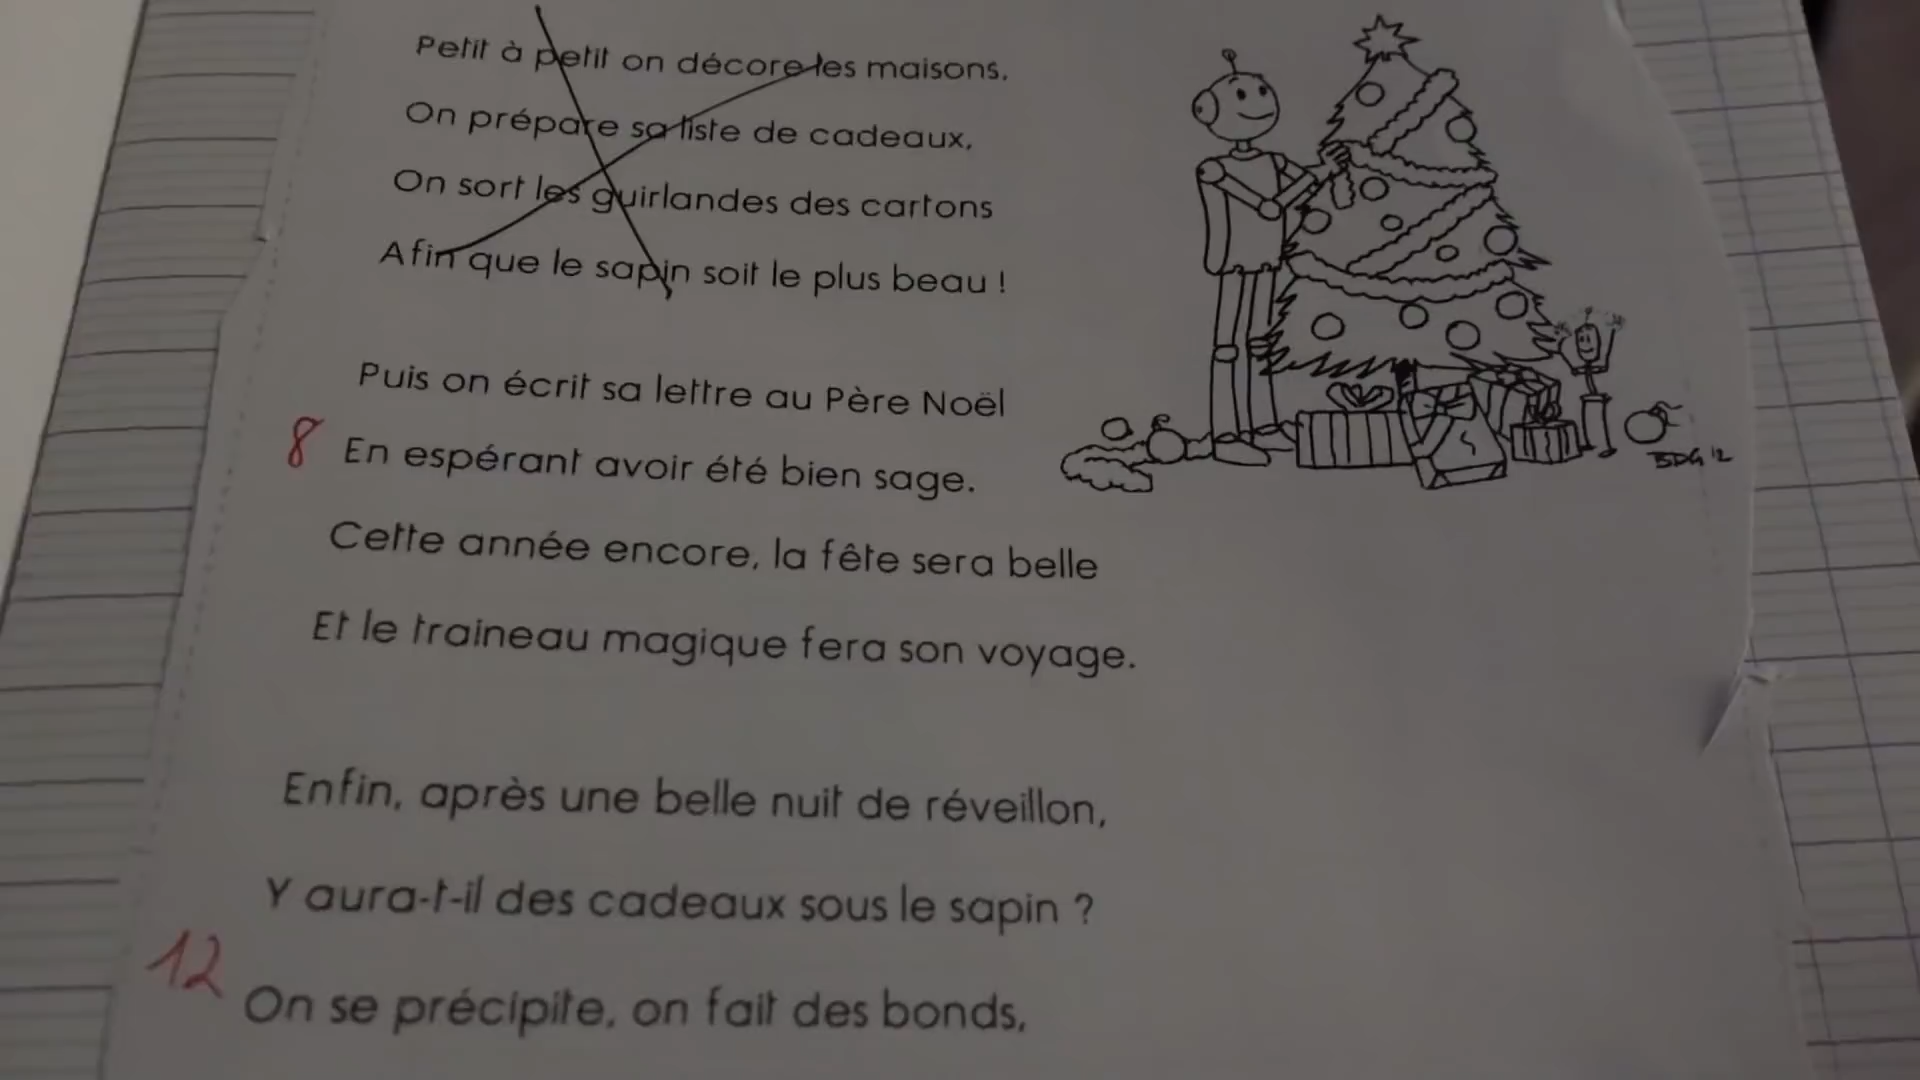 Petit à petit on décore les maisons,
On prépare sa liste de cadeaux,
On sort les guirlandes des cartons
Afin que le sapin soit le plus beau !
Puis on écrit sa lettre au Père Noël
8
En espérant avoir été bien sage.
BDG'12
Cette année encore, la fête sera belle
Et le traineau magique fera son voyage.
Enfin, après une belle nuit de réveillon,
Y aura-t-il des cadeaux sous le sapin ?
12
On se précipite, on fait des bonds,